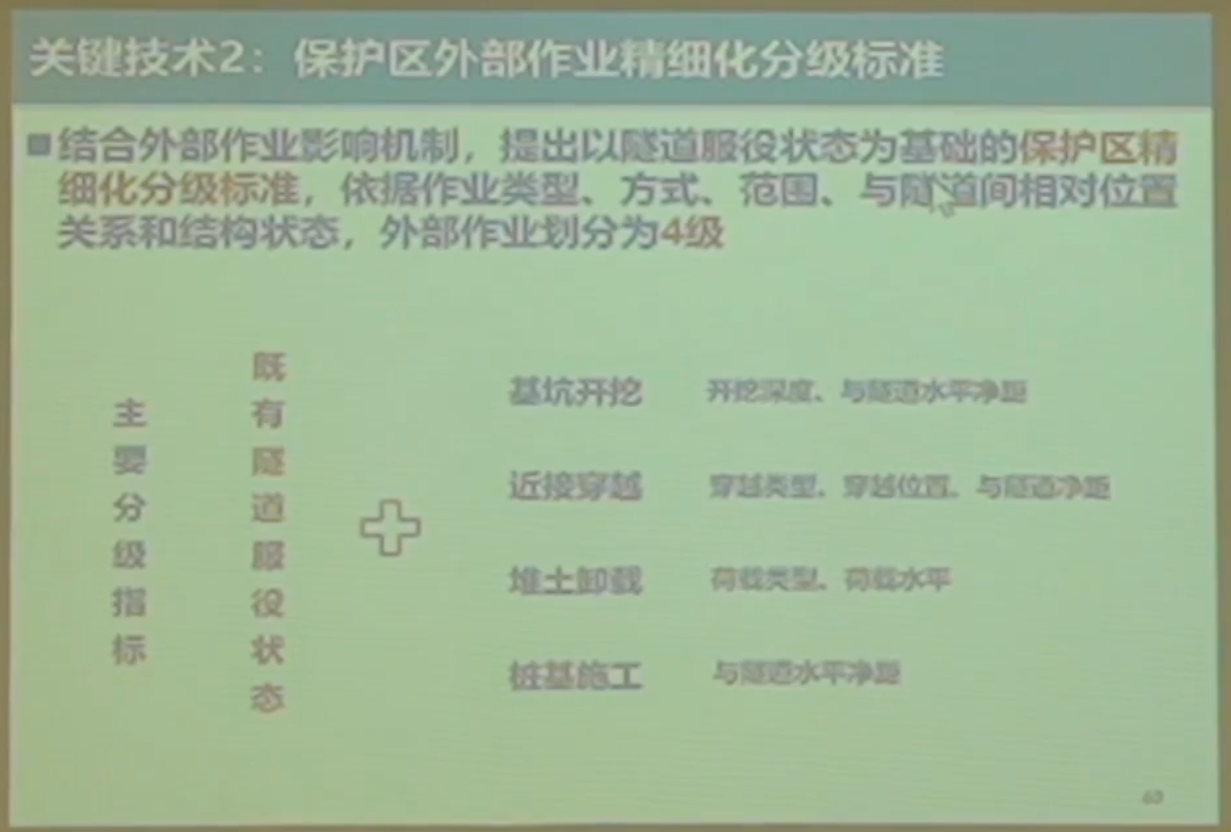 关键技术2：保护区外部作业精细化分级标准
■结合外部作业影响机制，提出以隧道服役状态为基础的保护区精
细化分级标准，依据作业类型、方式、范围、与隧道间相对位置
关系和结构状态，外部作业划分为4级
主要分级指标
既有隧道服役状态
基坑开挖 开挖深度、与隧道水平净距
近接穿越 穿越类型、穿越位置、与隧道净距
堆土卸载 荷载类型、荷载水平
桩基施工 与隧道水平净距
60